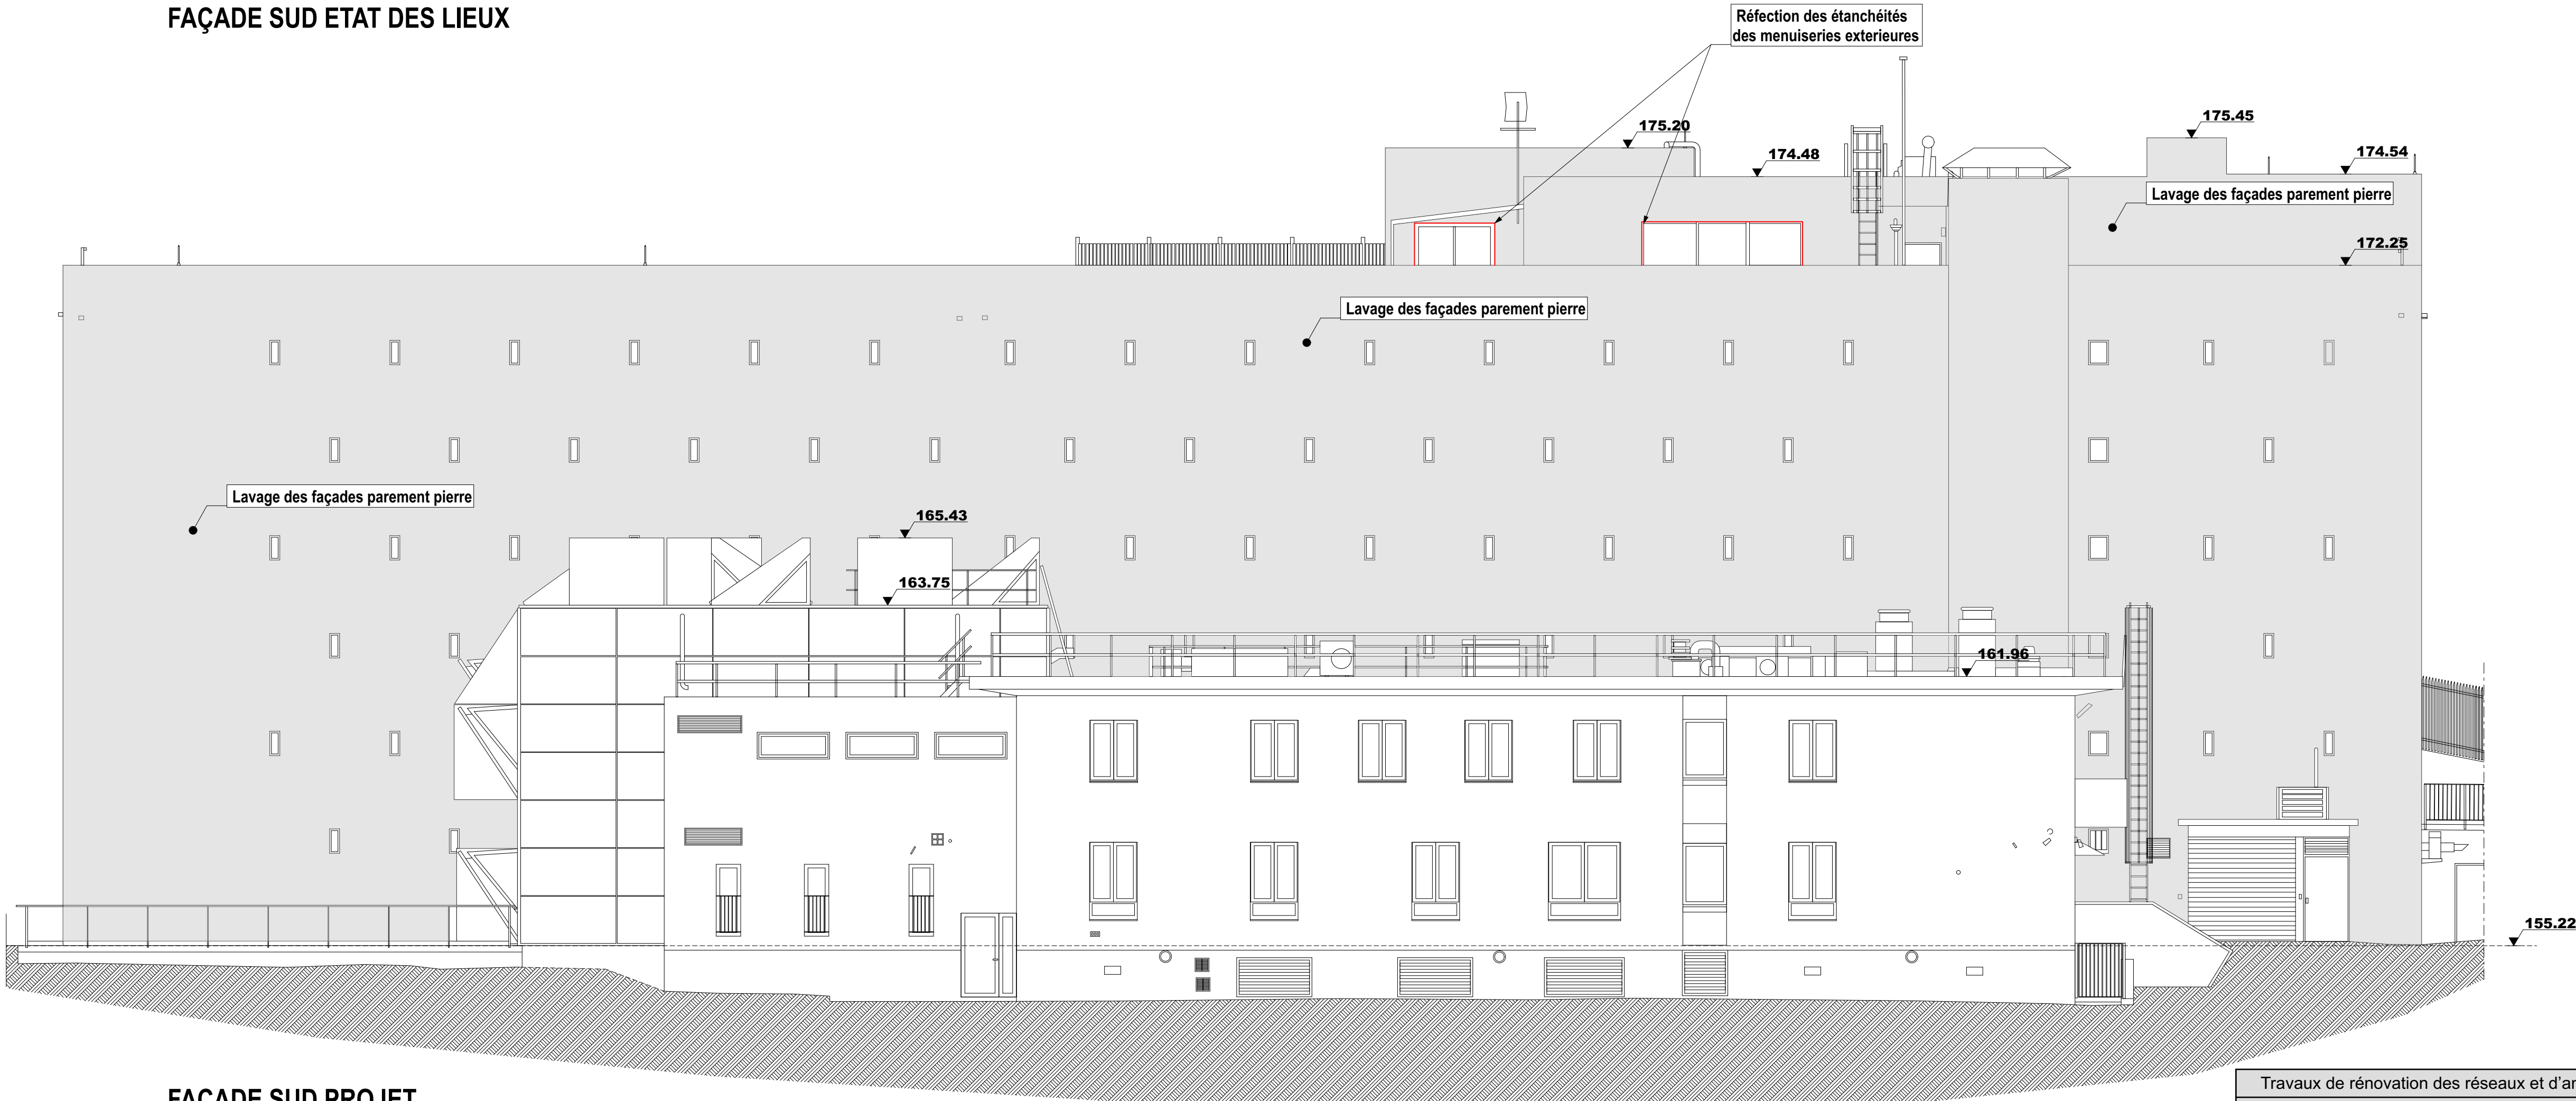 FAÇADE SUD ETAT DES LIEUX
Réfection des étanchéités
des menuiseries exterieures
175.20
175.45
174.48
174.54
Lavage des façades parement pierre
172.25
Lavage des façades parement pierre
Lavage des façades parement pierre
165.43
163.75
161.96
155.22
Travaux de rénovation des réseaux et d'ar
FAÇADE SUD PROJET